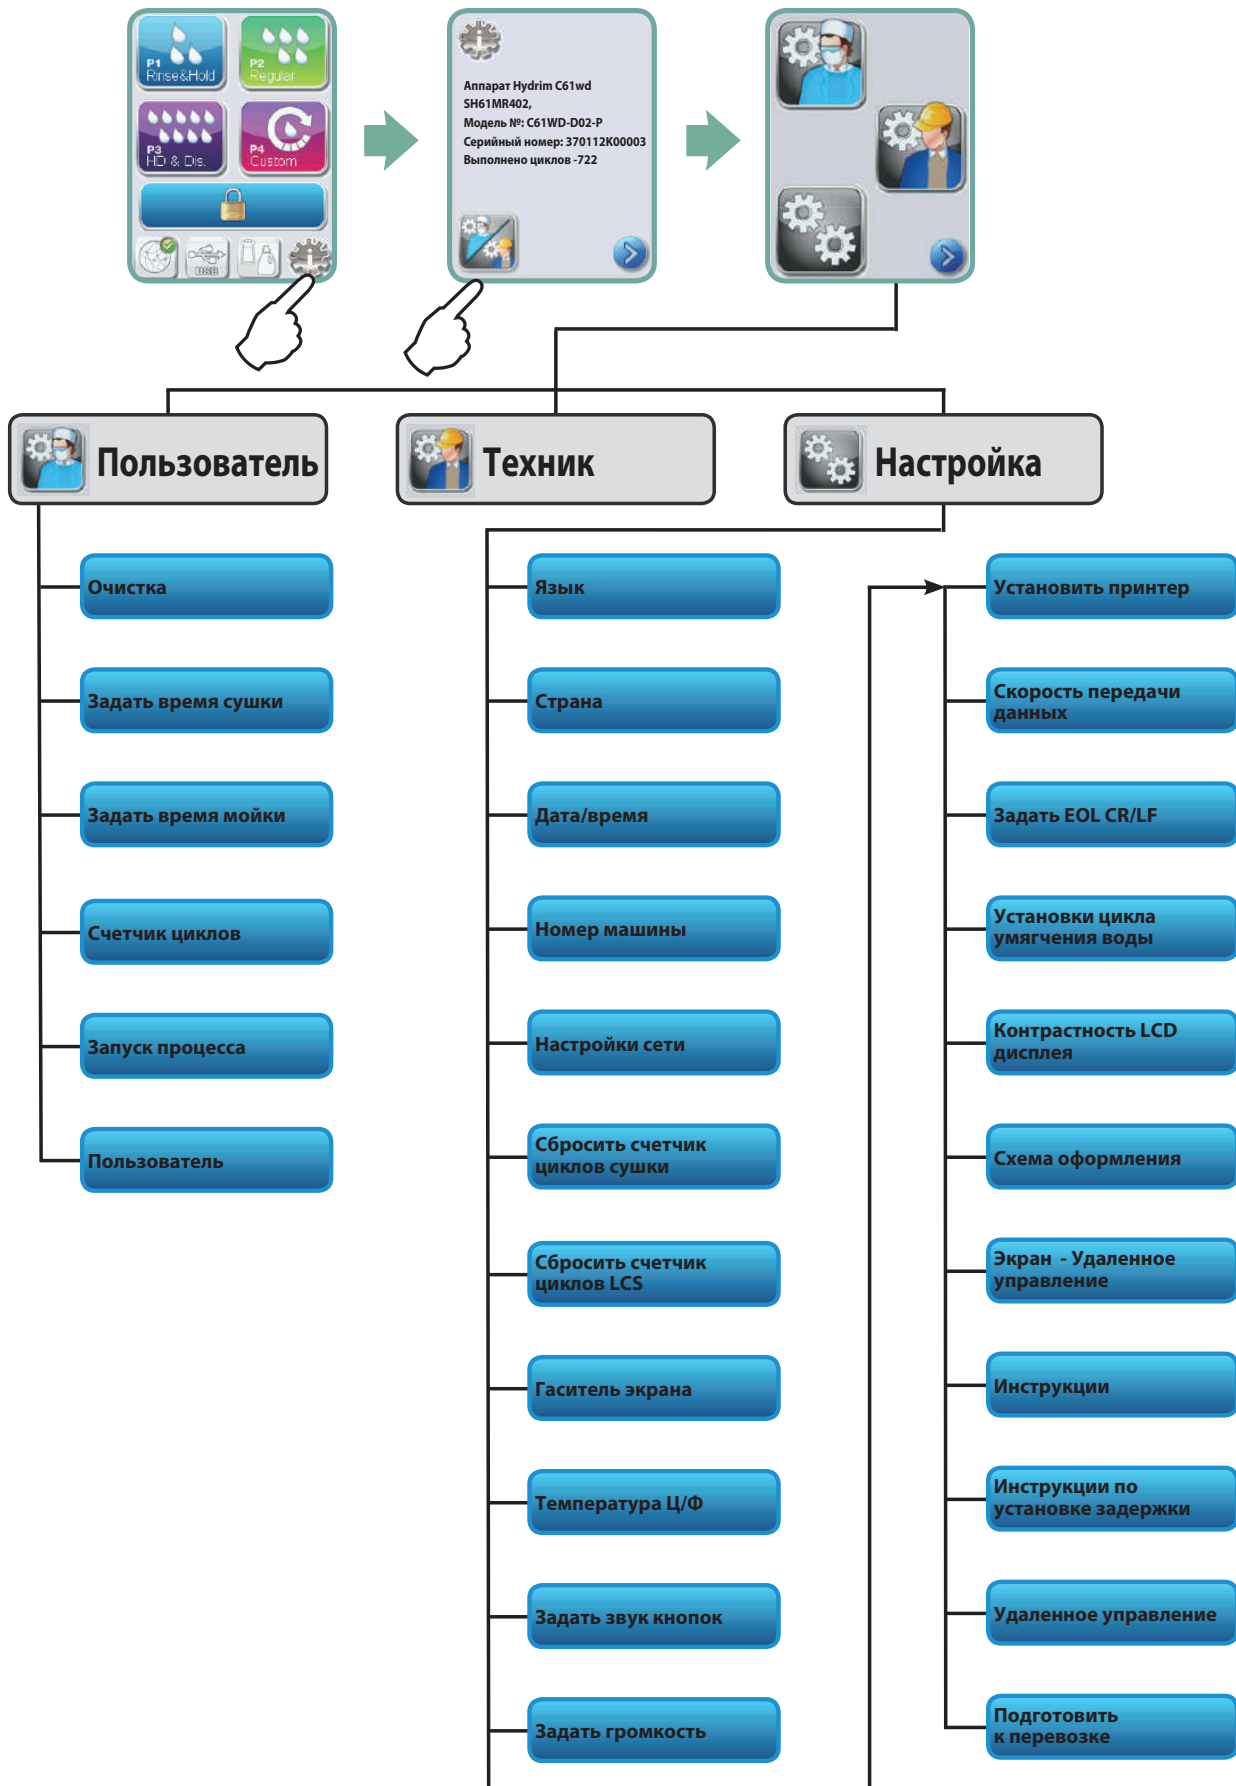 P1
Rinse&Hold
P2
Regular
P3
HD & Dis.
P4
Custom
USB
Аппарат Hydrim C61wd
SH61MR402,
Модель №: C61WD-D02-P
Серийный номер: 370112K00003
Выполнено циклов -722
Пользователь
Техник
Настройка
Очистка
Задать время сушки
Задать время мойки
Счетчик циклов
Запуск процесса
Пользователь
Язык
Страна
Дата/время
Номер машины
Настройки сети
Сбросить счетчик
циклов сушки
Сбросить счетчик
циклов LCS
Гаситель экрана
Температура Ц/Ф
Задать звук кнопок
Задать громкость
Установить принтер
Скорость передачи
данных
Задать EOL CR/LF
Установки цикла
умягчения воды
Контрастность LCD
дисплея
Схема оформления
Экран - Удаленное
управление
Инструкции
Инструкции по
установке задержки
Удаленное управление
Подготовить
к перевозке